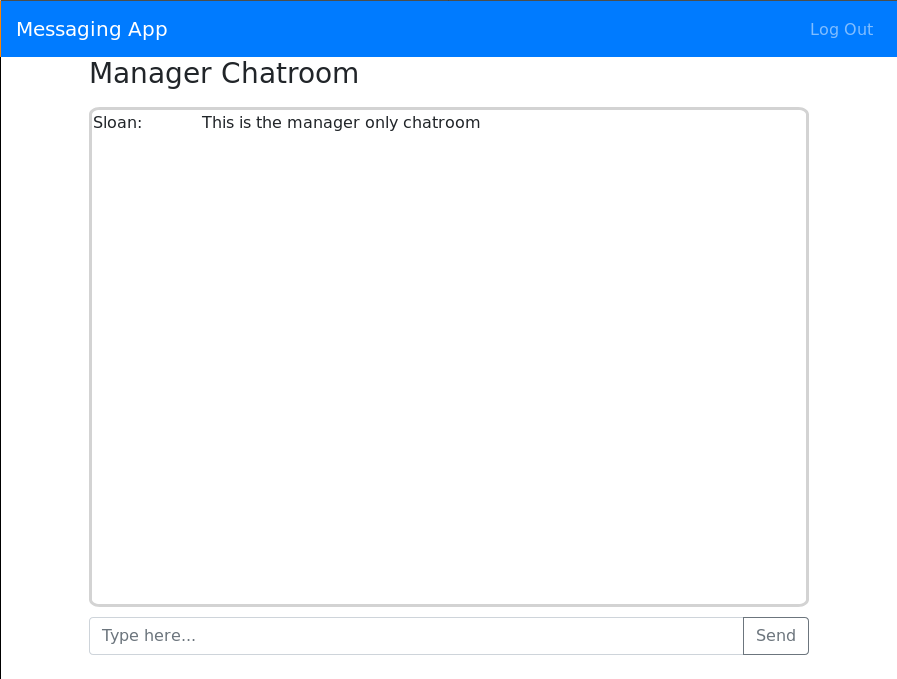 Messaging App Log Out
Manager Chatroom
Sloan: This is the manager only chatroom
Type here... Send